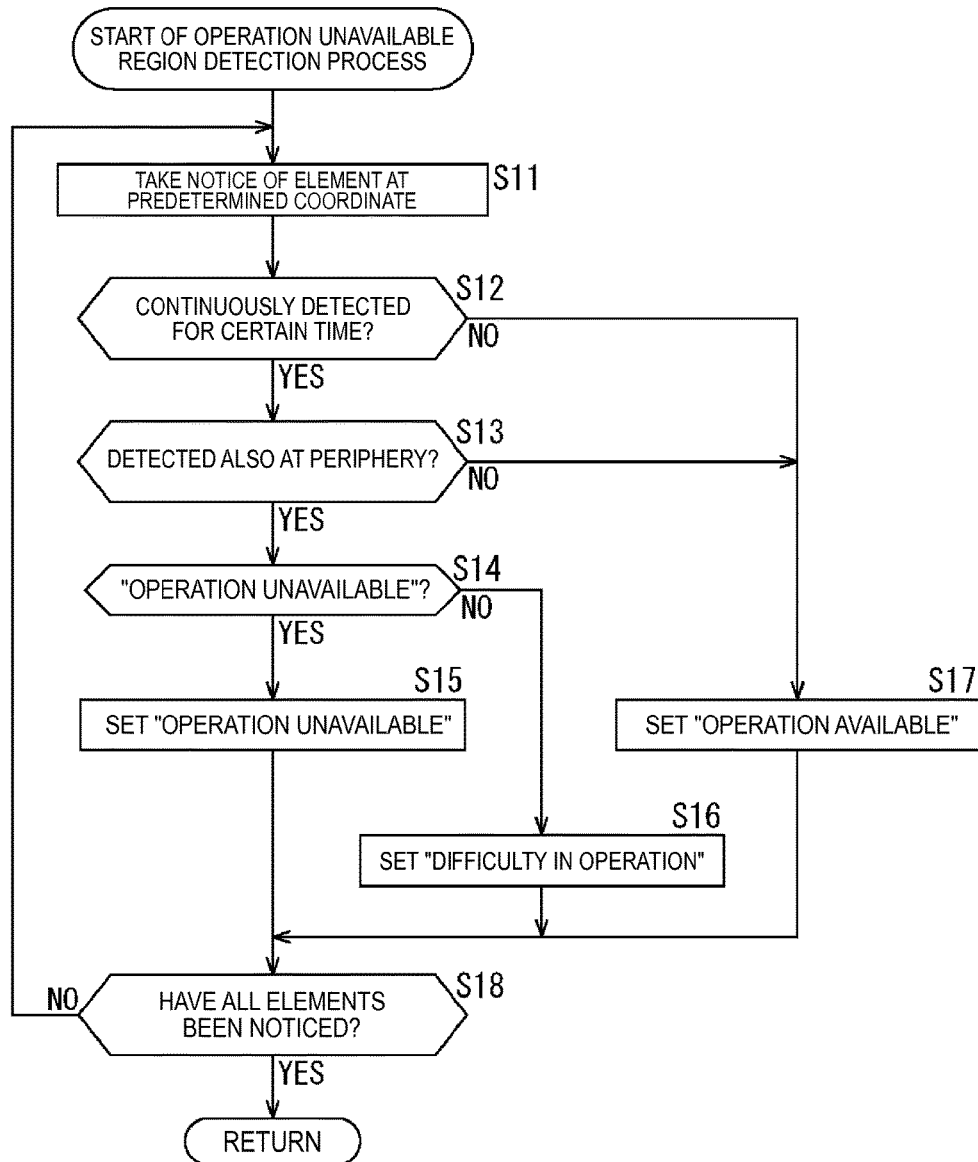 START OF OPERATION UNAVAILABLE
REGION DETECTION PROCESS
TAKE NOTICE OF ELEMENT AT
PREDETERMINED COORDINATE
S11
CONTINUOUSLY DETECTED
FOR CERTAIN TIME?
S12
NO
YES
DETECTED ALSO AT PERIPHERY?
S13
NO
YES
"OPERATION UNAVAILABLE"?
S14
NO
YES
S15
SET "OPERATION UNAVAILABLE"
S17
SET "OPERATION AVAILABLE"
S16
SET "DIFFICULTY IN OPERATION"
S18
NO
HAVE ALL ELEMENTS
BEEN NOTICED?
YES
RETURN